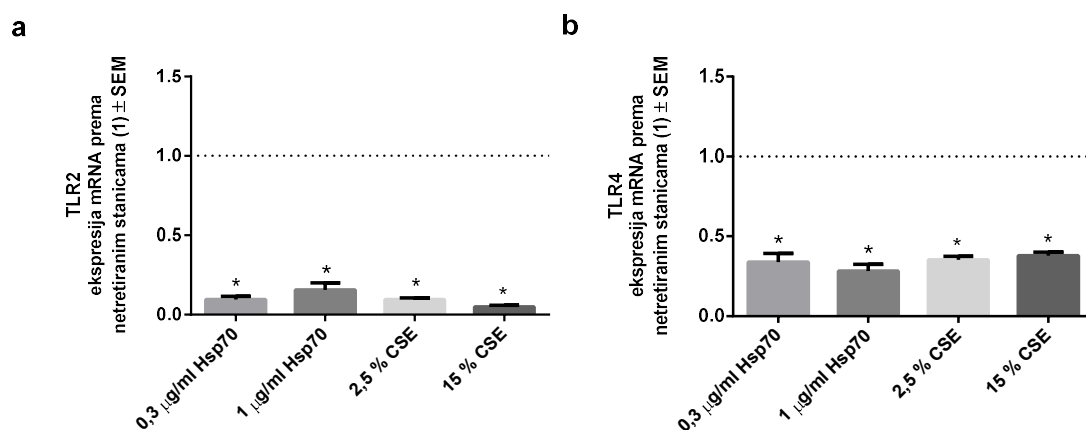 a
TLR2
ekspresija mRNA prema
netretiranim stanicama (1) ± SEM
1.5
1.0
0.5
0.0
*
*
*
*
0,3 µg/ml Hsp70
1 µg/ml Hsp70
2,5 % CSE
15 % CSE
b
TLR4
ekspresija mRNA prema
netretiranim stanicama (1) ± SEM
1.5
1.0
0.5
0.0
*
*
*
*
0,3 µg/ml Hsp70
1 µg/ml Hsp70
2,5 % CSE
15 % CSE